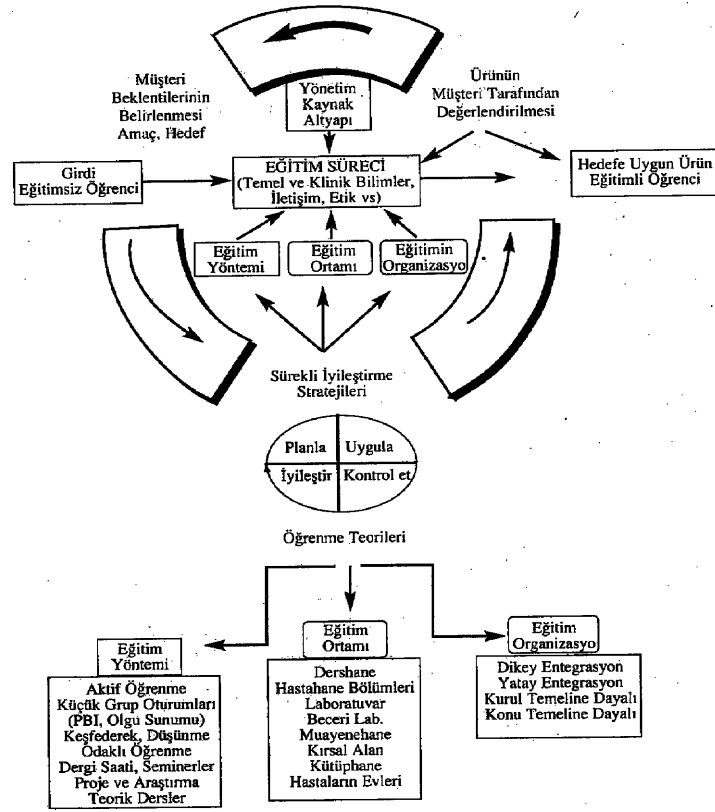 Müşteri
Beklentilerinin
Belirlenmesi
Amaç, Hedef
Yönetim
Kaynak
Altyapı
Ürünün
Müşteri Tarafından
Değerlendirilmesi
Girdi
Eğitimsiz Öğrenci
EĞİTİM SÜRECİ
(Temel ve Klinik Bilimler,
İletişim, Etik vs)
Hedefe Uygun Ürün
Eğitimli Öğrenci
Eğitim
Yöntemi
Eğitim
Ortamı
Eğitimin
Organizasyo
Sürekli İyileştirme
Stratejileri
Planla
Uygula
İyileştir
Kontrol et
Öğrenme Teorileri
Eğitim
Yöntemi
Aktif Öğrenme
Küçük Grup Oturumları
(PBI, Olgu Sunumu)
Keşfederek, Düşünme
Odaklı Öğrenme
Dergi Saati, Seminerler
Proje ve Araştırma
Teorik Dersler
Eğitim
Ortamı
Dershane
Hastahane Bölümleri
Laboratuvar
Beceri Lab.
Muayenehane
Kırsal Alan
Kütüphane
Hastaların Evleri
Eğitim
Organizasyo
Dikey Entegrasyon
Yatay Entegrasyon
Kurul Temeline Dayalı
Konu Temeline Dayalı